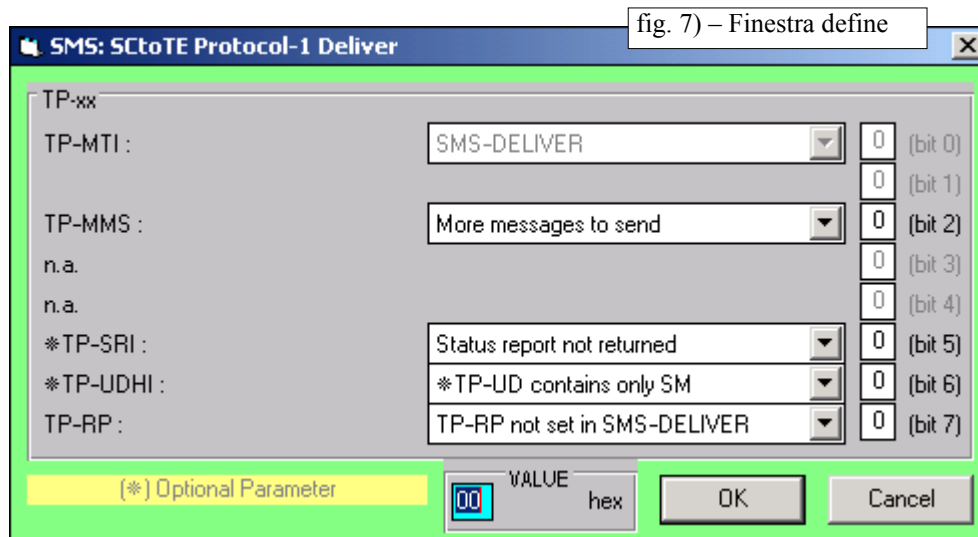 fig. 7) – Finestra define
SMS: SCtoTE Protocol-1 Deliver
TP-xx
TP-MTI : SMS-DELIVER 0 (bit 0)
0 (bit 1)
TP-MMS : More messages to send 0 (bit 2)
n.a. 0 (bit 3)
n.a. 0 (bit 4)
*TP-SRI : Status report not returned 0 (bit 5)
*TP-UDHI : *TP-UD contains only SM 0 (bit 6)
TP-RP : TP-RP not set in SMS-DELIVER 0 (bit 7)
(*) Optional Parameter
VALUE
00 hex
OK
Cancel